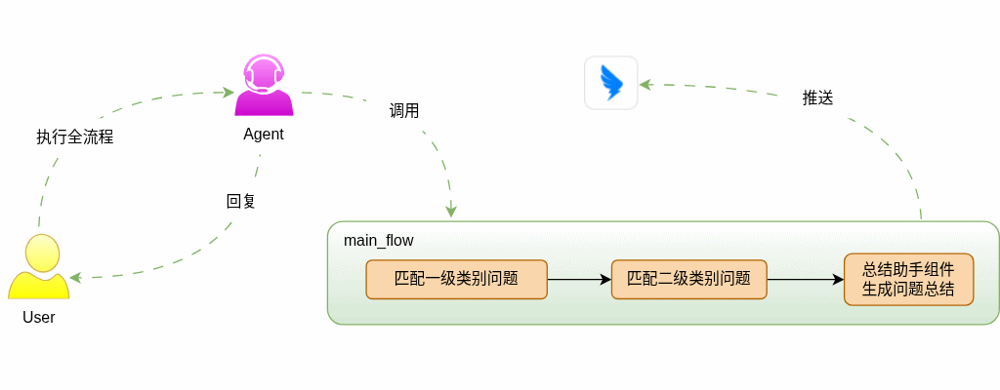 执行全流程
Agent
调用
推送
回复
User
main_flow
匹配一级类别问题
匹配二级类别问题
总结助手组件
生成问题总结